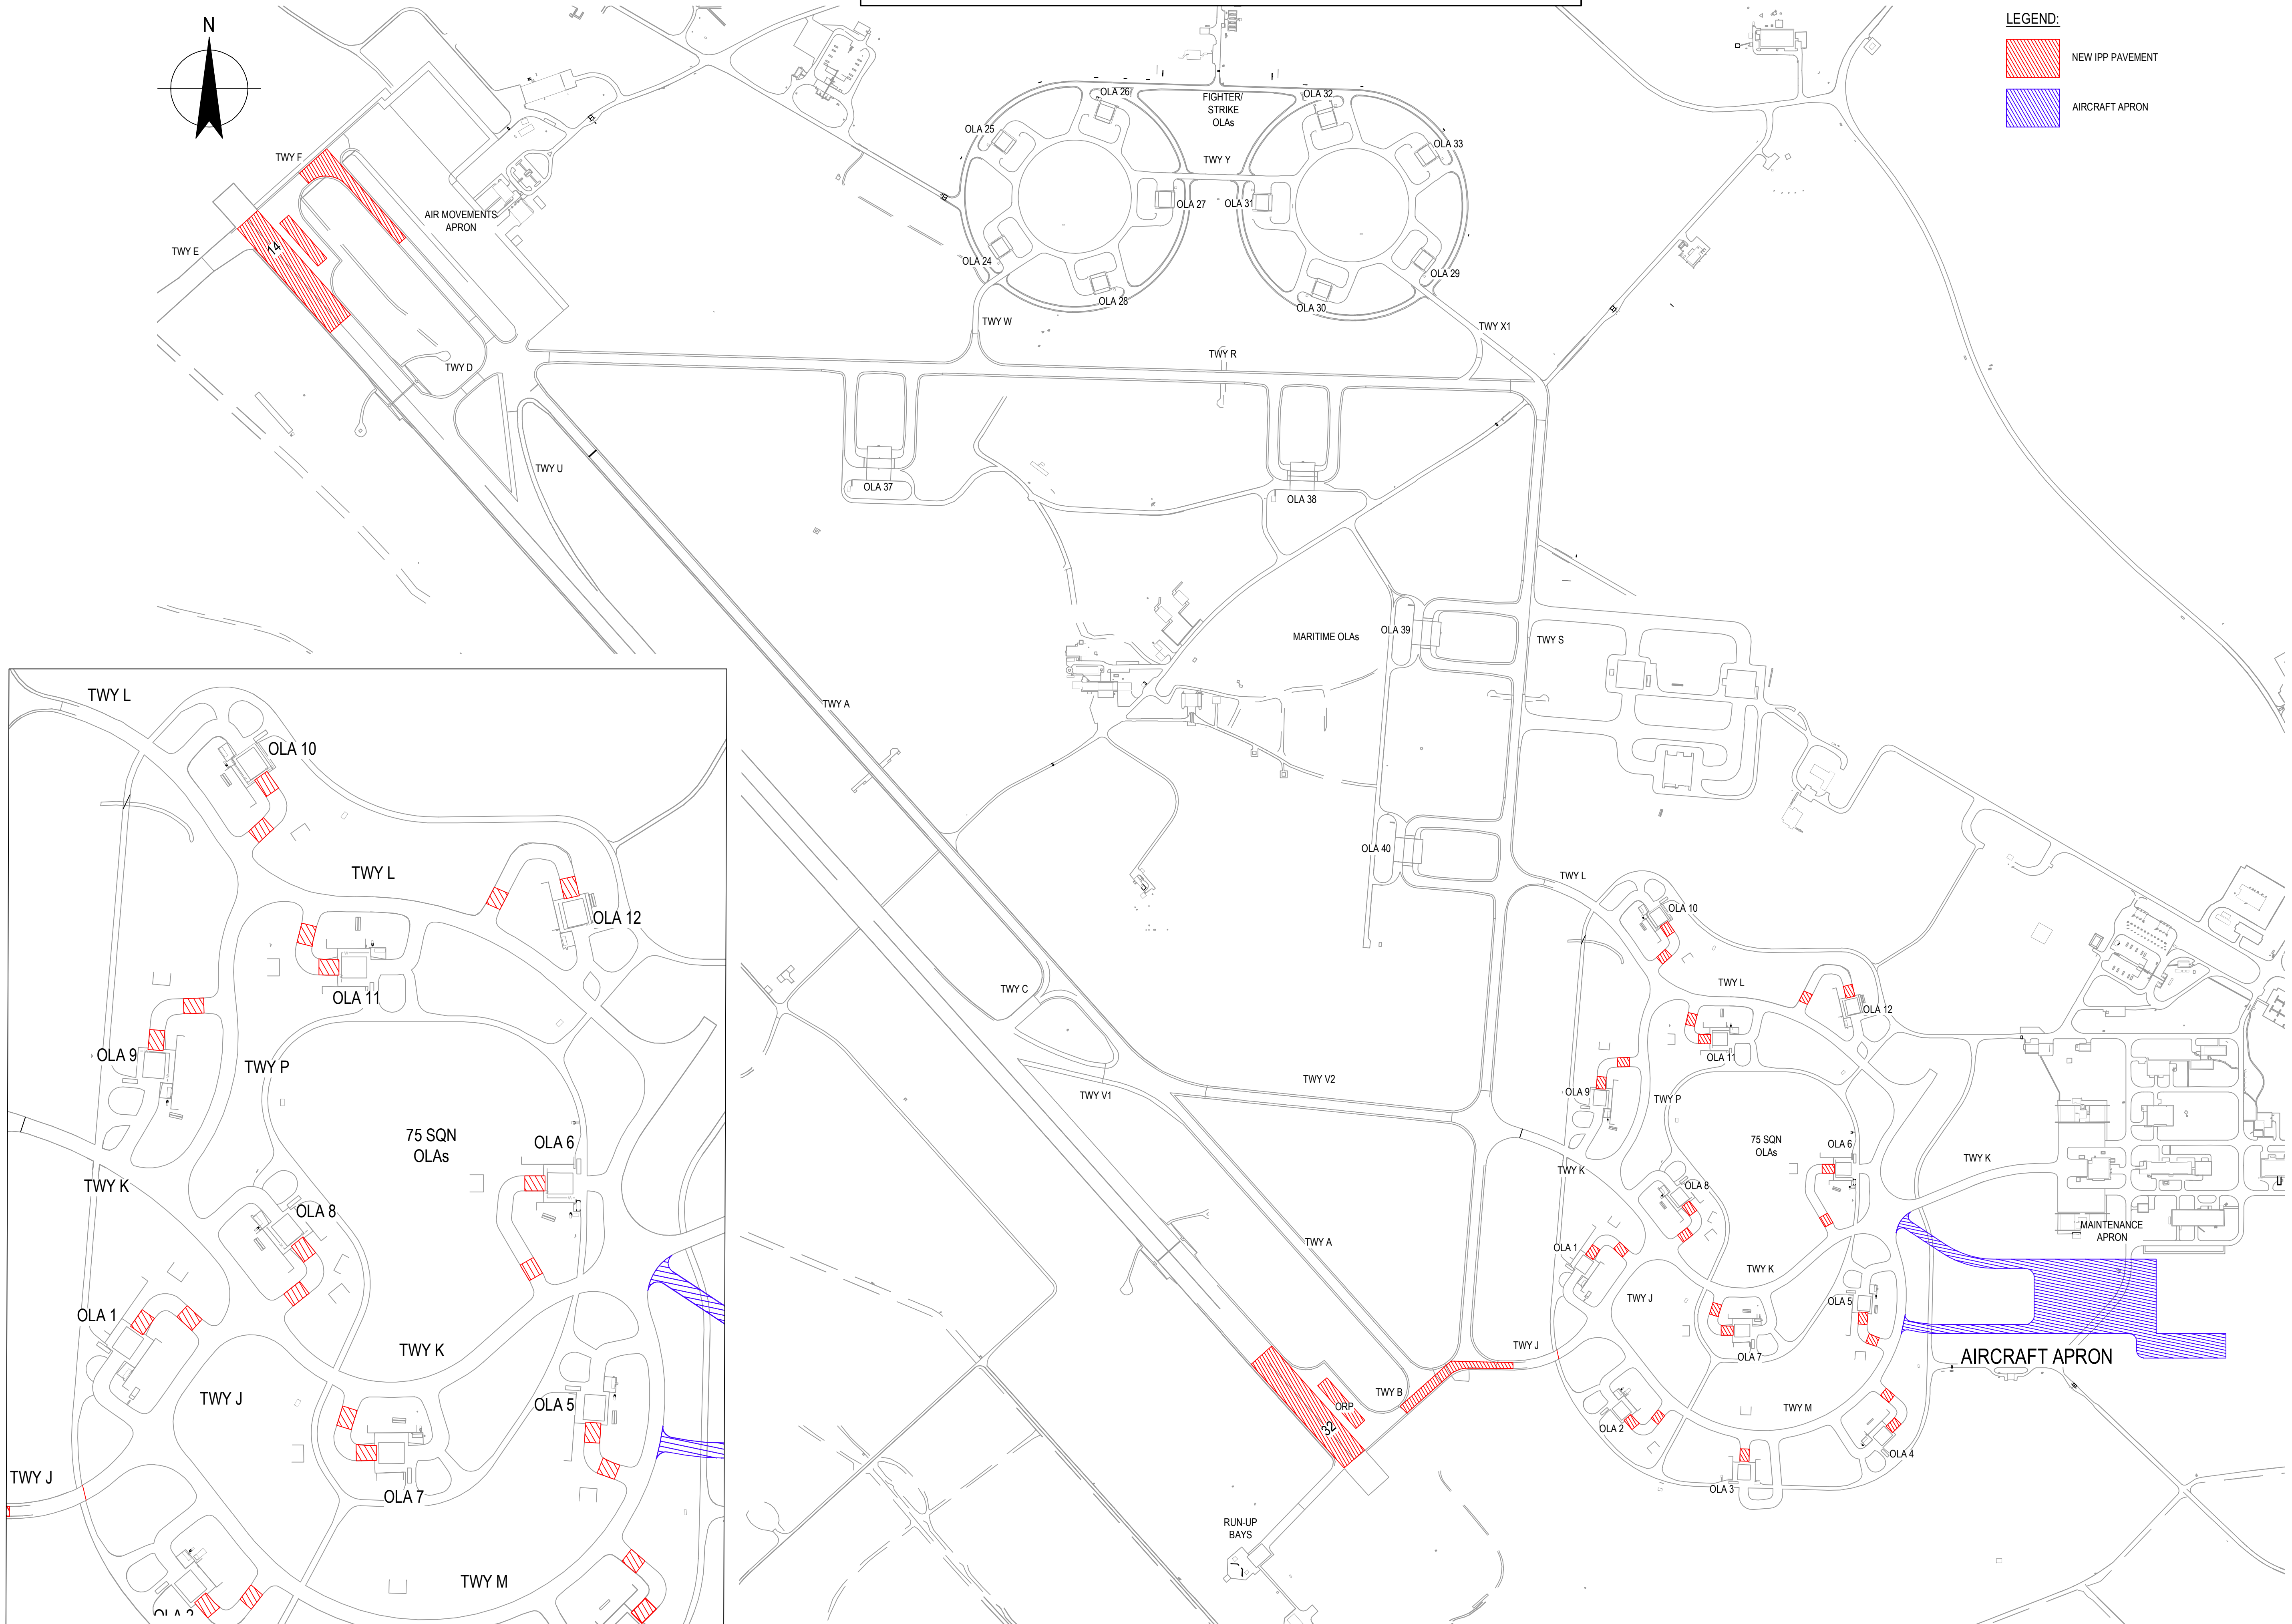 N
LEGEND:
NEW IPP PAVEMENT
AIRCRAFT APRON
TWY F
TWY E
14
AIR MOVEMENTS
APRON
TWY D
TWY U
OLA 25
OLA 26
FIGHTER/
STRIKE
OLAs
OLA 32
OLA 33
TWY Y
OLA 27
OLA 31
OLA 24
OLA 28
OLA 30
OLA 29
TWY W
TWY R
TWY X1
OLA 37
OLA 38
MARITIME OLAs
OLA 39
TWY S
TWY A
OLA 40
TWY L
OLA 10
TWY L
OLA 12
OLA 11
TWY C
OLA 9
TWY P
TWY V2
TWY V1
75 SQN
OLAs
OLA 6
TWY K
TWY K
OLA 8
MAINTENANCE
APRON
TWY A
OLA 1
TWY K
TWY J
OLA 5
TWY J
OLA 7
AIRCRAFT APRON
TWY B
ORP
32
TWY M
OLA 2
OLA 4
OLA 3
RUN-UP
BAYS
TWY L
OLA 10
TWY L
OLA 12
OLA 11
OLA 9
TWY P
75 SQN
OLAs
OLA 6
TWY K
OLA 8
OLA 1
TWY K
TWY J
OLA 5
TWY J
OLA 7
TWY M
OLA 2